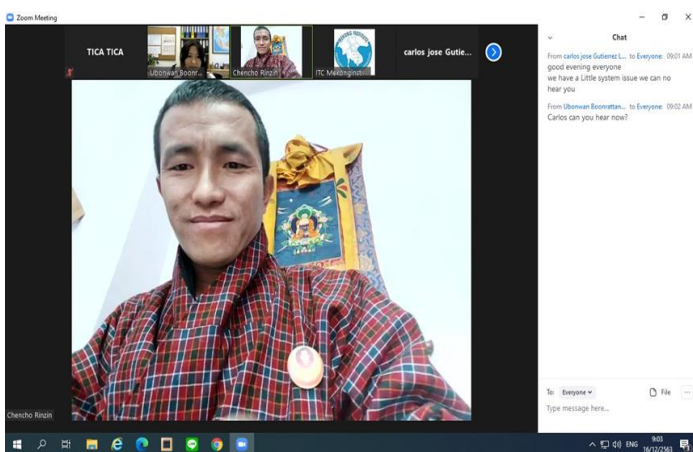 Zoom Meeting
TICA TICA
Ubonwan Boonr...
Chencho Rinzin
ITC Mekonginsti...
carlos jose Gutie...
Chat
From carlos jose Gutierrez L... to Everyone: 09:01 AM
good evening everyone
we have a Little system issue we can no
hear you
From Ubonwan Boonrattan... to Everyone: 09:02 AM
Carlos can you hear now?
Chencho Rinzin
To: Everyone
File
Type message here...
ENG
9:03
16/12/2563